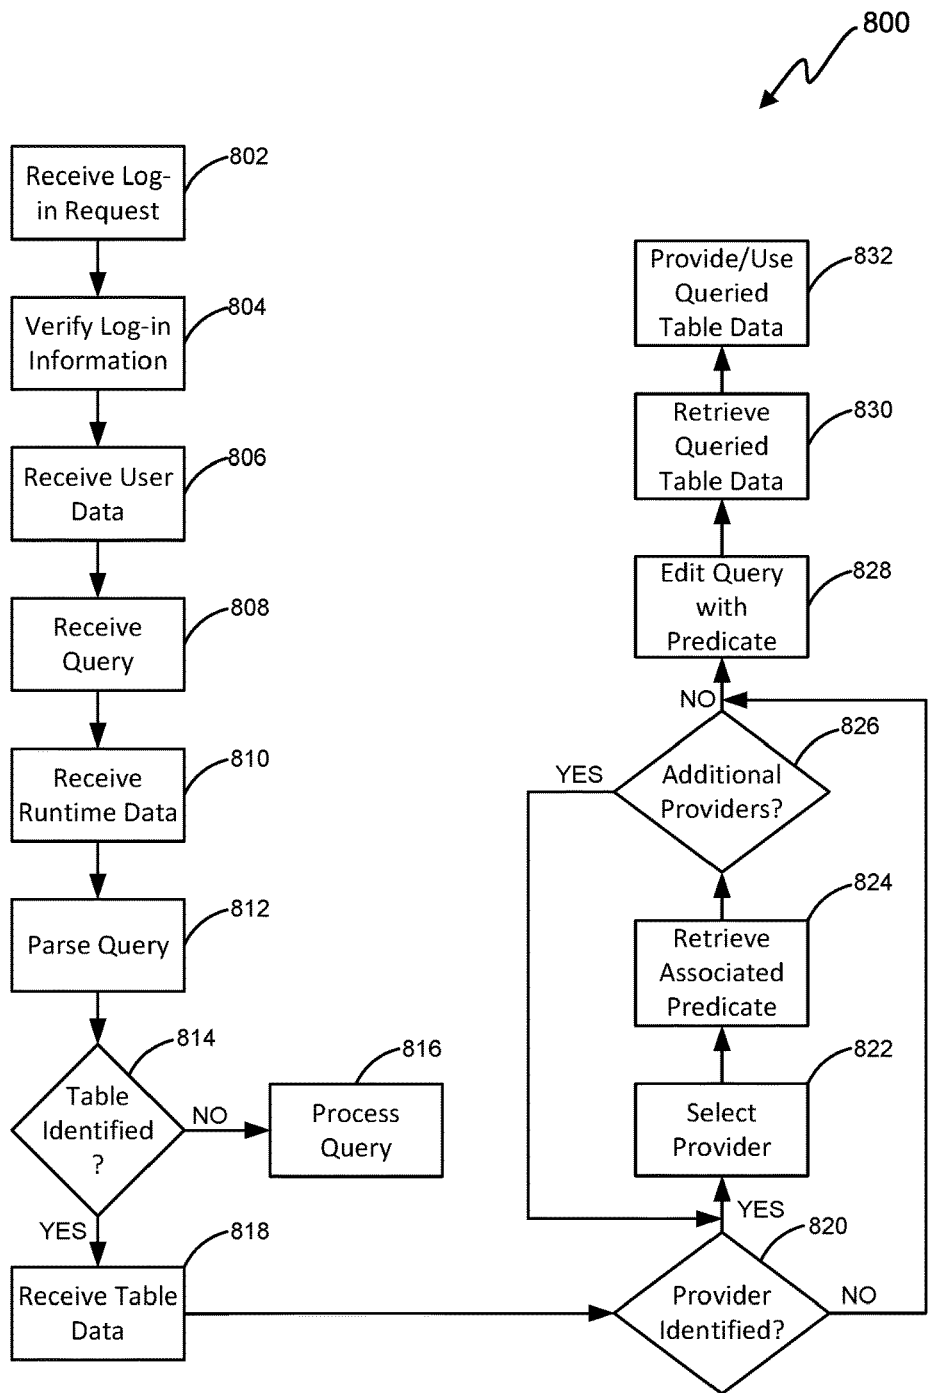 800
802
Receive Log-
in Request
804
Verify Log-in
Information
806
Receive User
Data
808
Receive
Query
810
Receive
Runtime Data
812
Parse Query
814
Table
Identified
?
NO
816
Process
Query
YES
818
Receive Table
Data
820
Provider
Identified?
NO
YES
822
Select
Provider
824
Retrieve
Associated
Predicate
826
Additional
Providers?
YES
NO
828
Edit Query
with
Predicate
830
Retrieve
Queried
Table Data
832
Provide/Use
Queried
Table Data